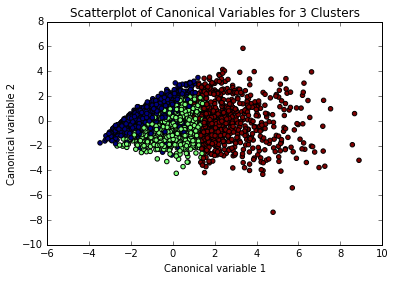 Scatterplot of Canonical Variables for 3 Clusters
8
6
4
2
0
−2
−4
−6
−8
−10
Canonical variable 2
−6 −4 −2 0 2 4 6 8 10
Canonical variable 1